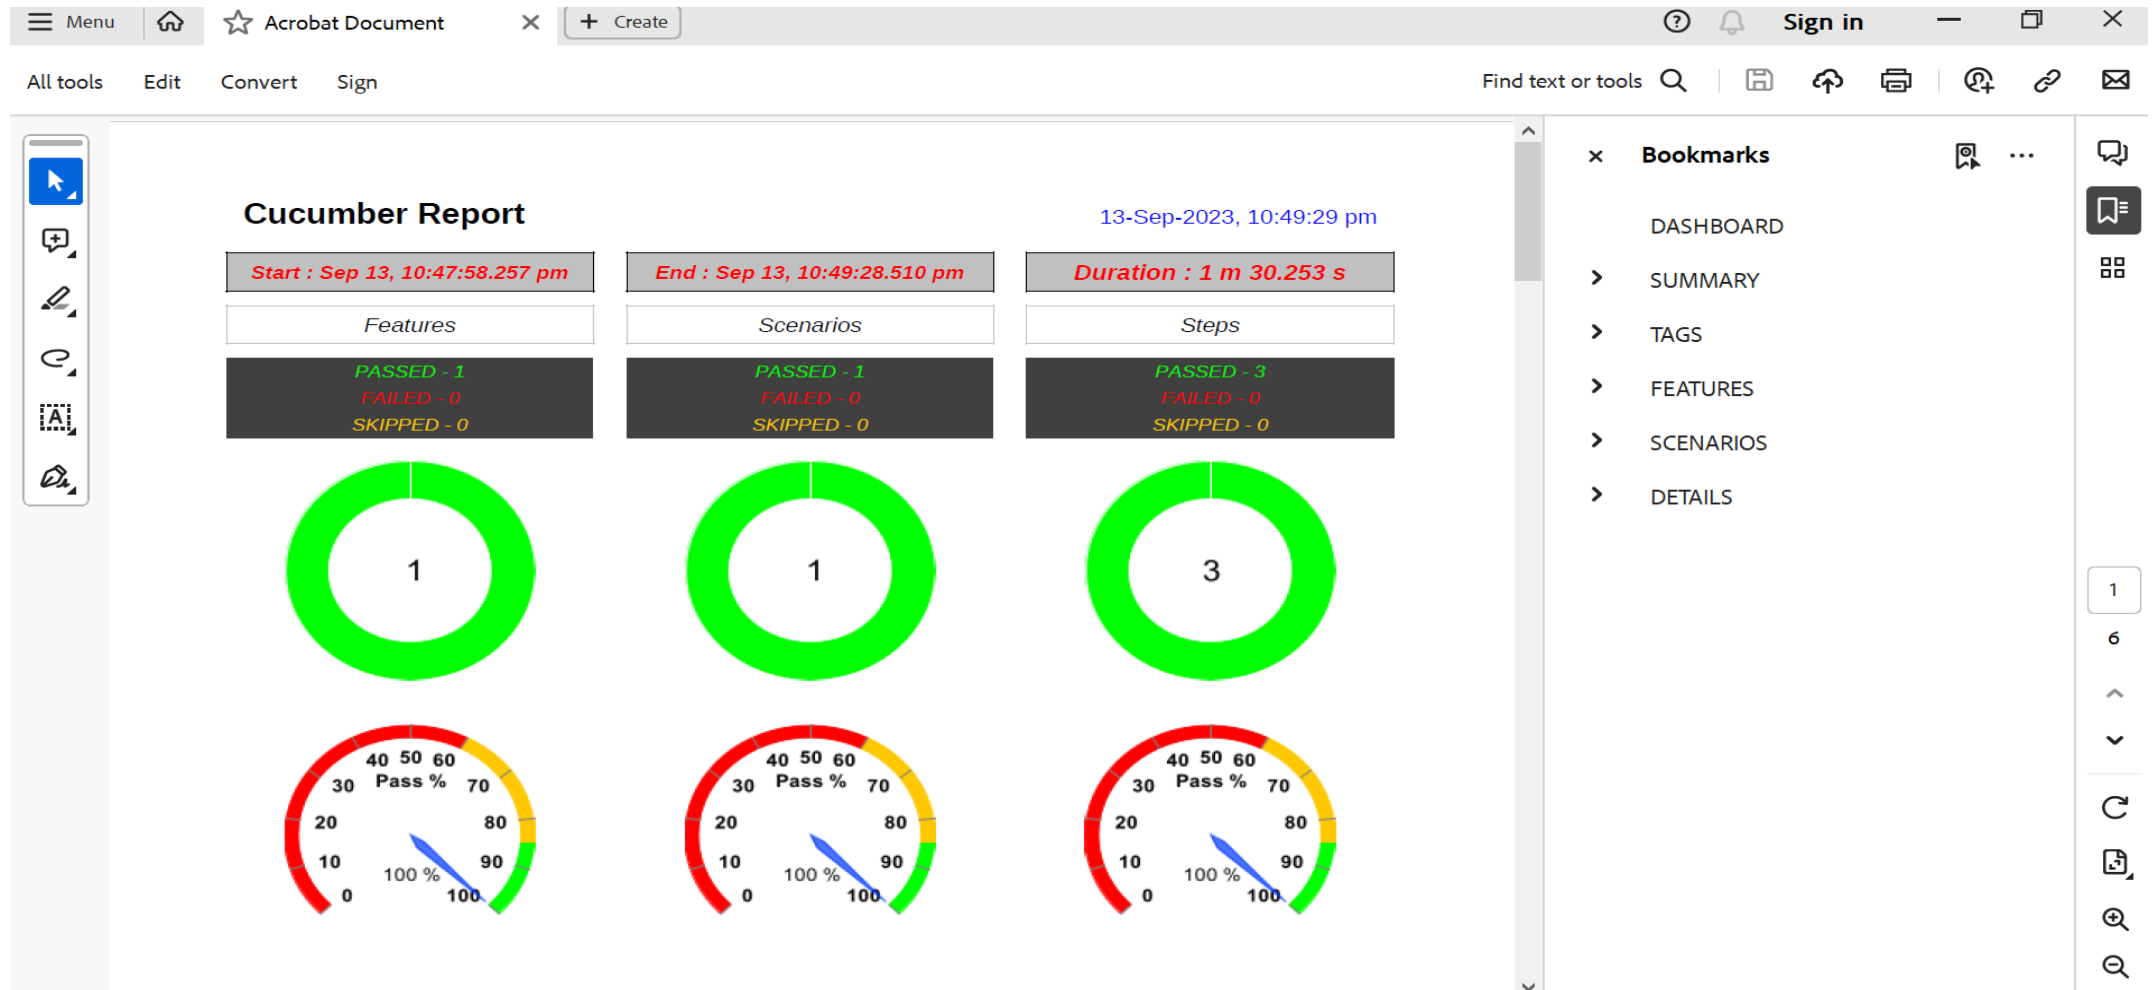 Menu
Acrobat Document
Create
Sign in
All tools Edit Convert Sign
Find text or tools
Cucumber Report
13-Sep-2023, 10:49:29 pm
Start : Sep 13, 10:47:58.257 pm
End : Sep 13, 10:49:28.510 pm
Duration : 1 m 30.253 s
Features
Scenarios
Steps
PASSED - 1
FAILED - 0
SKIPPED - 0
PASSED - 1
FAILED - 0
SKIPPED - 0
PASSED - 3
FAILED - 0
SKIPPED - 0
1
1
3
0 10 20 30 40 50 60 70 80 90 100
Pass %
100 %
0 10 20 30 40 50 60 70 80 90 100
Pass %
100 %
0 10 20 30 40 50 60 70 80 90 100
Pass %
100 %
Bookmarks
DASHBOARD
SUMMARY
TAGS
FEATURES
SCENARIOS
DETAILS
1
6